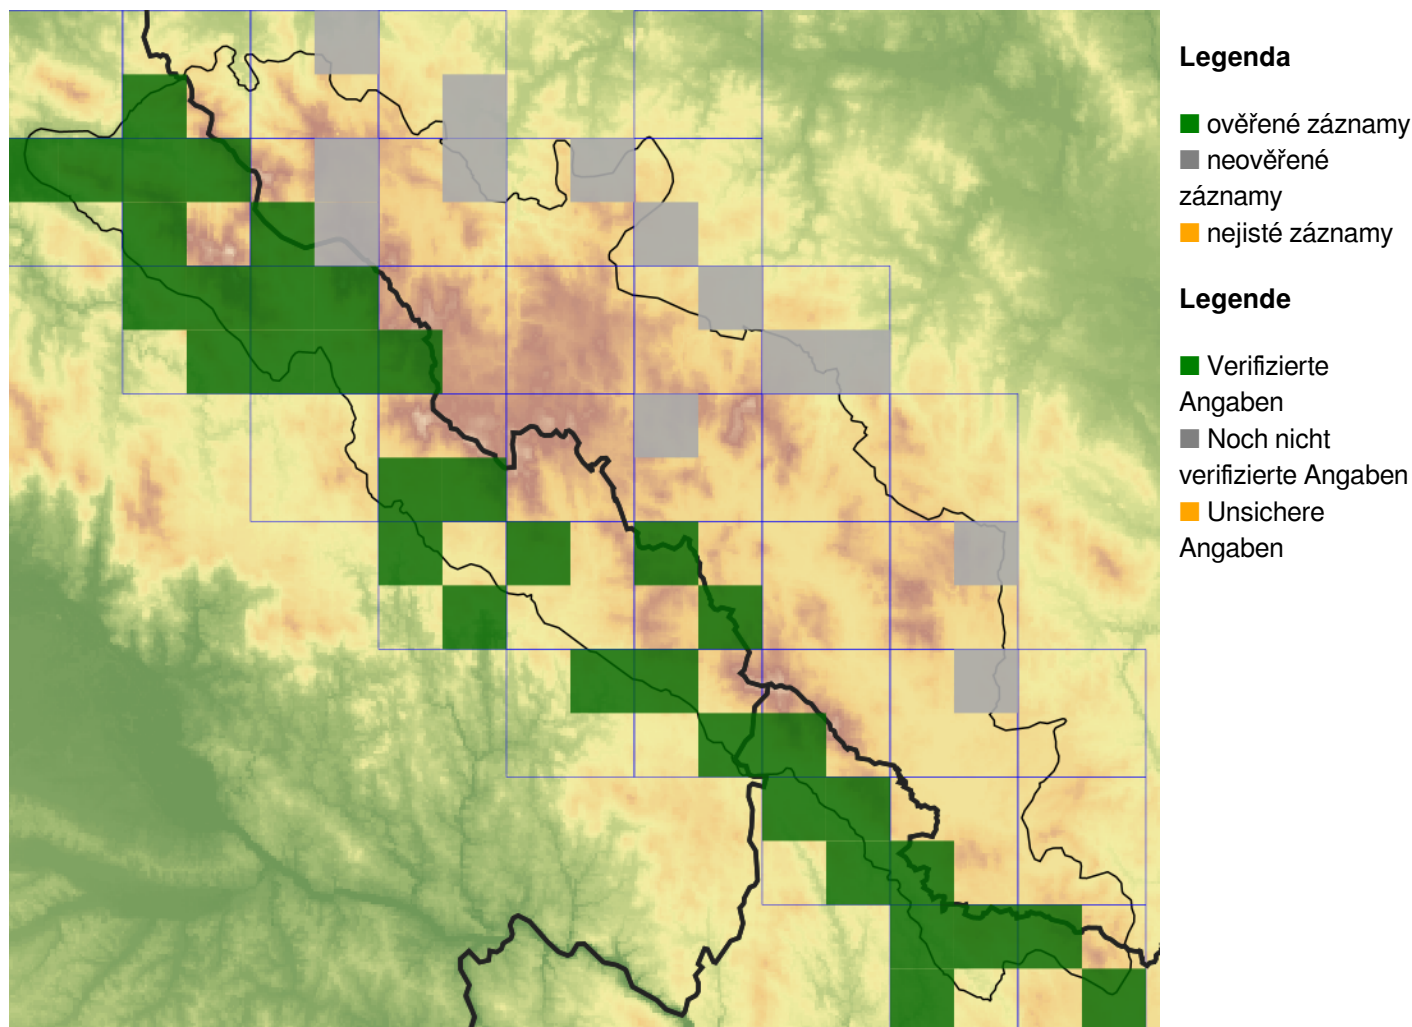 Legenda
ověřené záznamy
neověřené
záznamy
nejisté záznamy
Legende
Verifizierte
Angaben
Noch nicht
verifizierte Angaben
Unsichere
Angaben